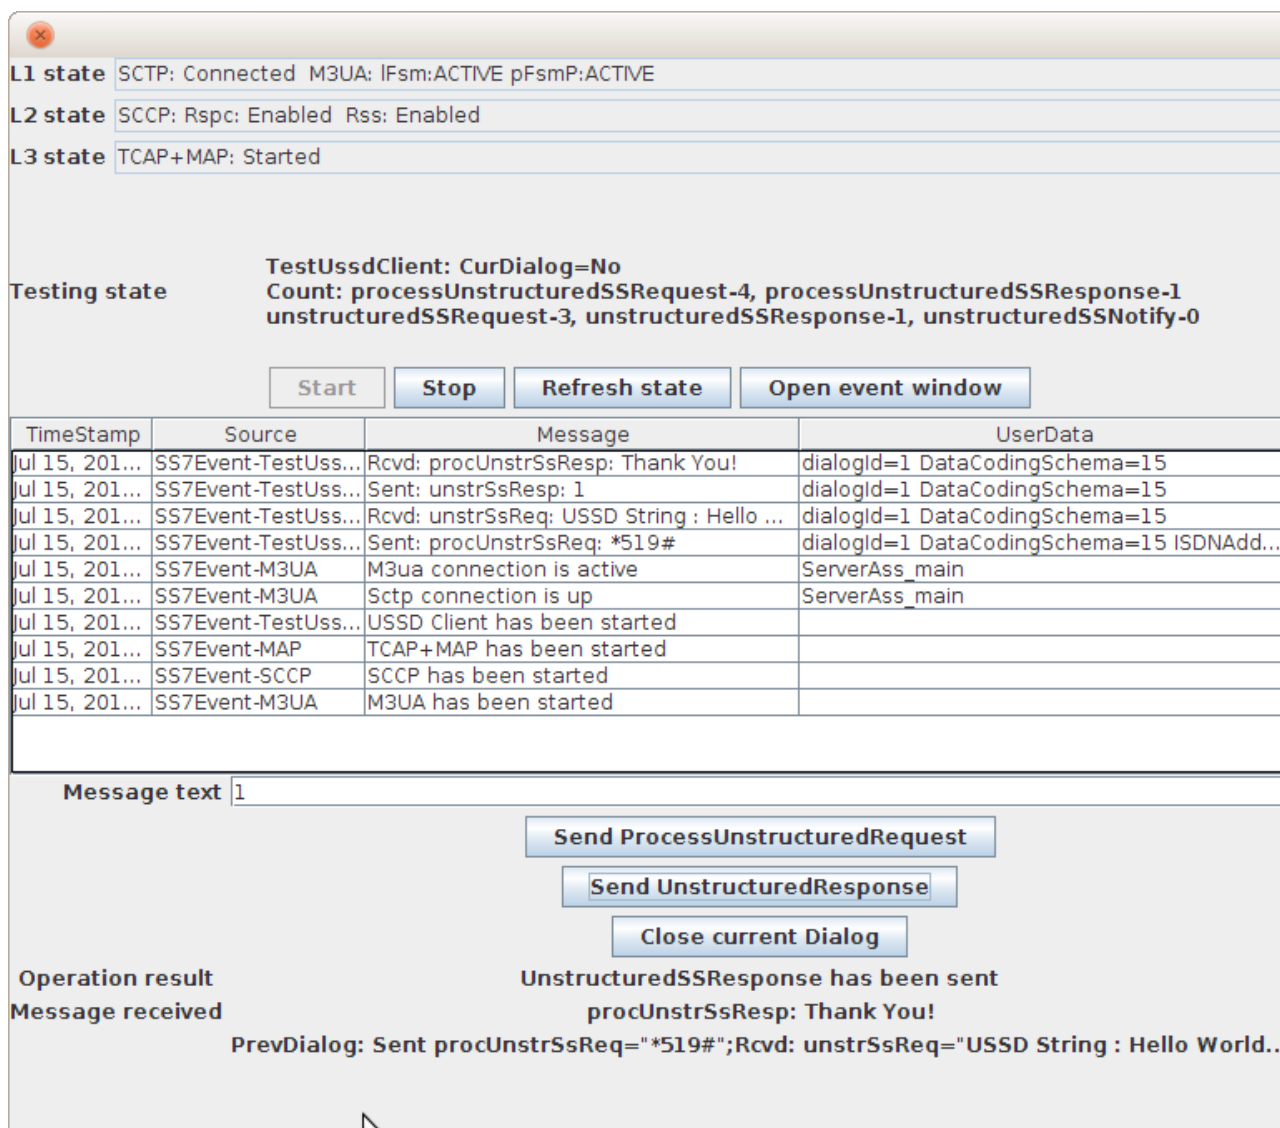 L1 state SCTP: Connected M3UA: lFsm:ACTIVE pFsmP:ACTIVE
L2 state SCCP: Rspc: Enabled Rss: Enabled
L3 state TCAP+MAP: Started
TestUssdClient: CurDialog=No
Testing state Count: processUnstructuredSSRequest-4, processUnstructuredSSResponse-1
unstructuredSSRequest-3, unstructuredSSResponse-1, unstructuredSSNotify-0
Start Stop Refresh state Open event window
TimeStamp Source Message UserData
Jul 15, 201... SS7Event-TestUss... Rcvd: procUnstrSsResp: Thank You! dialogId=1 DataCodingSchema=15
Jul 15, 201... SS7Event-TestUss... Sent: unstrSsResp: 1 dialogId=1 DataCodingSchema=15
Jul 15, 201... SS7Event-TestUss... Rcvd: unstrSsReq: USSD String : Hello ... dialogId=1 DataCodingSchema=15
Jul 15, 201... SS7Event-TestUss... Sent: procUnstrSsReq: *519# dialogId=1 DataCodingSchema=15 ISDNAdd...
Jul 15, 201... SS7Event-M3UA M3ua connection is active ServerAss_main
Jul 15, 201... SS7Event-M3UA Sctp connection is up ServerAss_main
Jul 15, 201... SS7Event-TestUss... USSD Client has been started
Jul 15, 201... SS7Event-MAP TCAP+MAP has been started
Jul 15, 201... SS7Event-SCCP SCCP has been started
Jul 15, 201... SS7Event-M3UA M3UA has been started
Message text 1
Send ProcessUnstructuredRequest
Send UnstructuredResponse
Close current Dialog
Operation result UnstructuredSSResponse has been sent
Message received procUnstrSsResp: Thank You!
PrevDialog: Sent procUnstrSsReq="*519#";Rcvd: unstrSsReq="USSD String : Hello World..